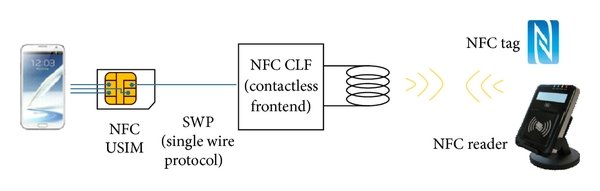 NFC
USIM
SWP
(single wire
protocol)
NFC CLF
(contactless
frontend)
NFC tag
NFC reader